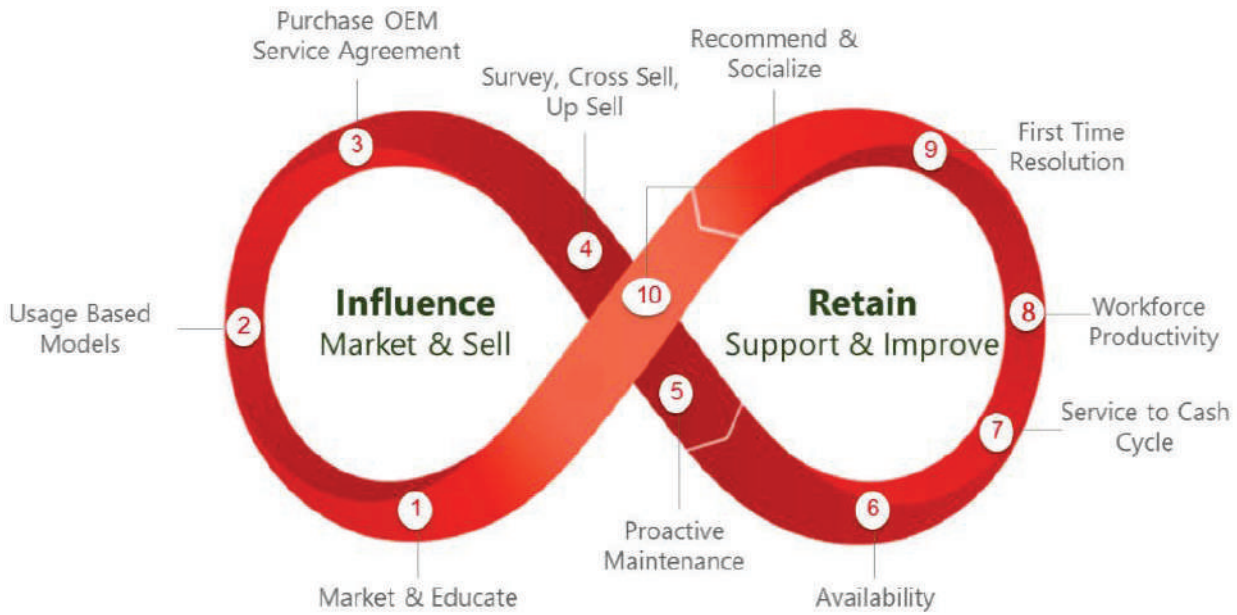 Purchase OEM
Service Agreement
Recommend &
Socialize
Survey, Cross Sell,
Up Sell
3
9
First Time
Resolution
4
10
Influence
Market & Sell
Retain
Support & Improve
Usage Based
Models
2
8
Workforce
Productivity
5
7
Service to Cash
Cycle
1
6
Proactive
Maintenance
Market & Educate
Availability